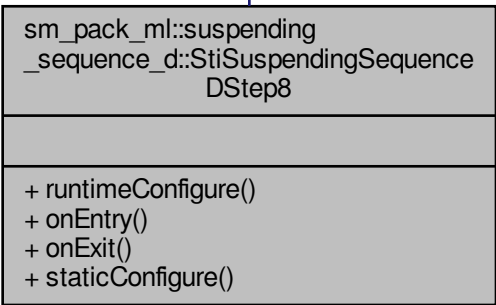 sm_pack_ml::suspending
_sequence_d::StiSuspendingSequence
DStep8
+ runtimeConfigure()
+ onEntry()
+ onExit()
+ staticConfigure()